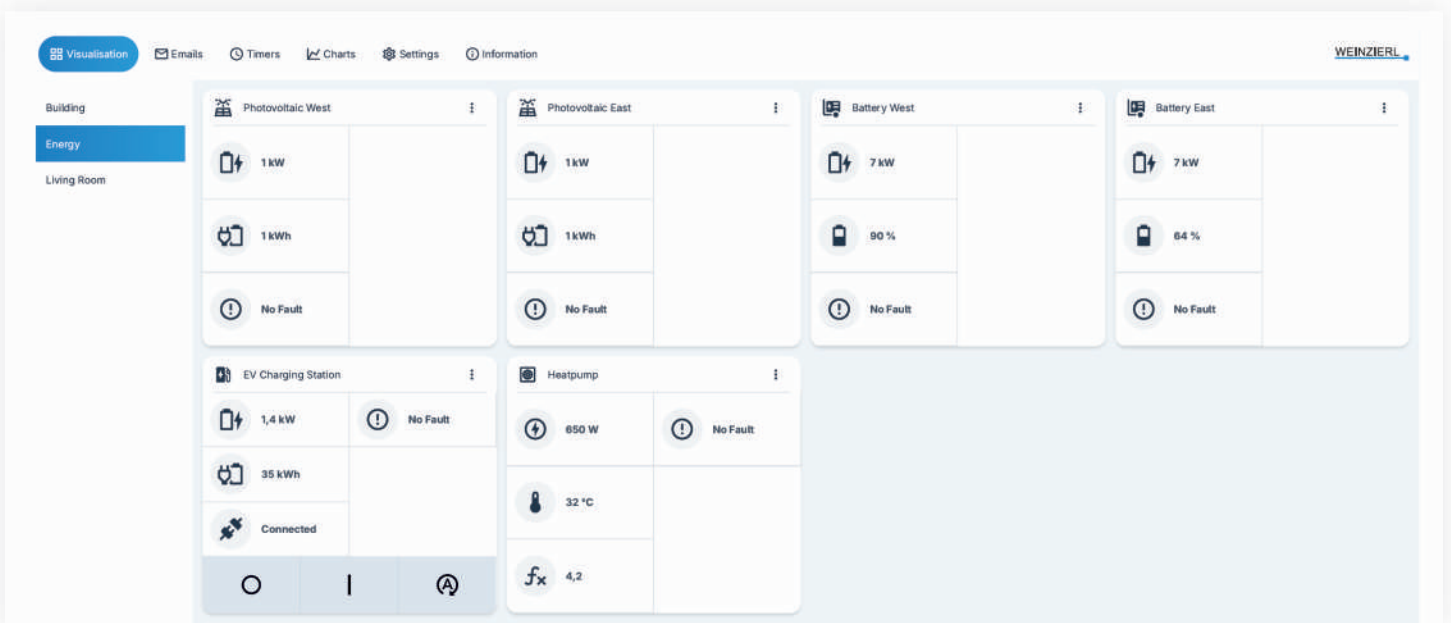 Visualisation
Emails
Timers
Charts
Settings
Information
WEINZIERL
Building
Energy
Living Room
Photovoltaic West
1 kW
1 kWh
No Fault
Photovoltaic East
1 kW
1 kWh
No Fault
Battery West
7 kW
90 %
No Fault
Battery East
7 kW
64 %
No Fault
EV Charging Station
1,4 kW
No Fault
35 kWh
Connected
A
Heatpump
650 W
No Fault
32 °C
fx
4,2